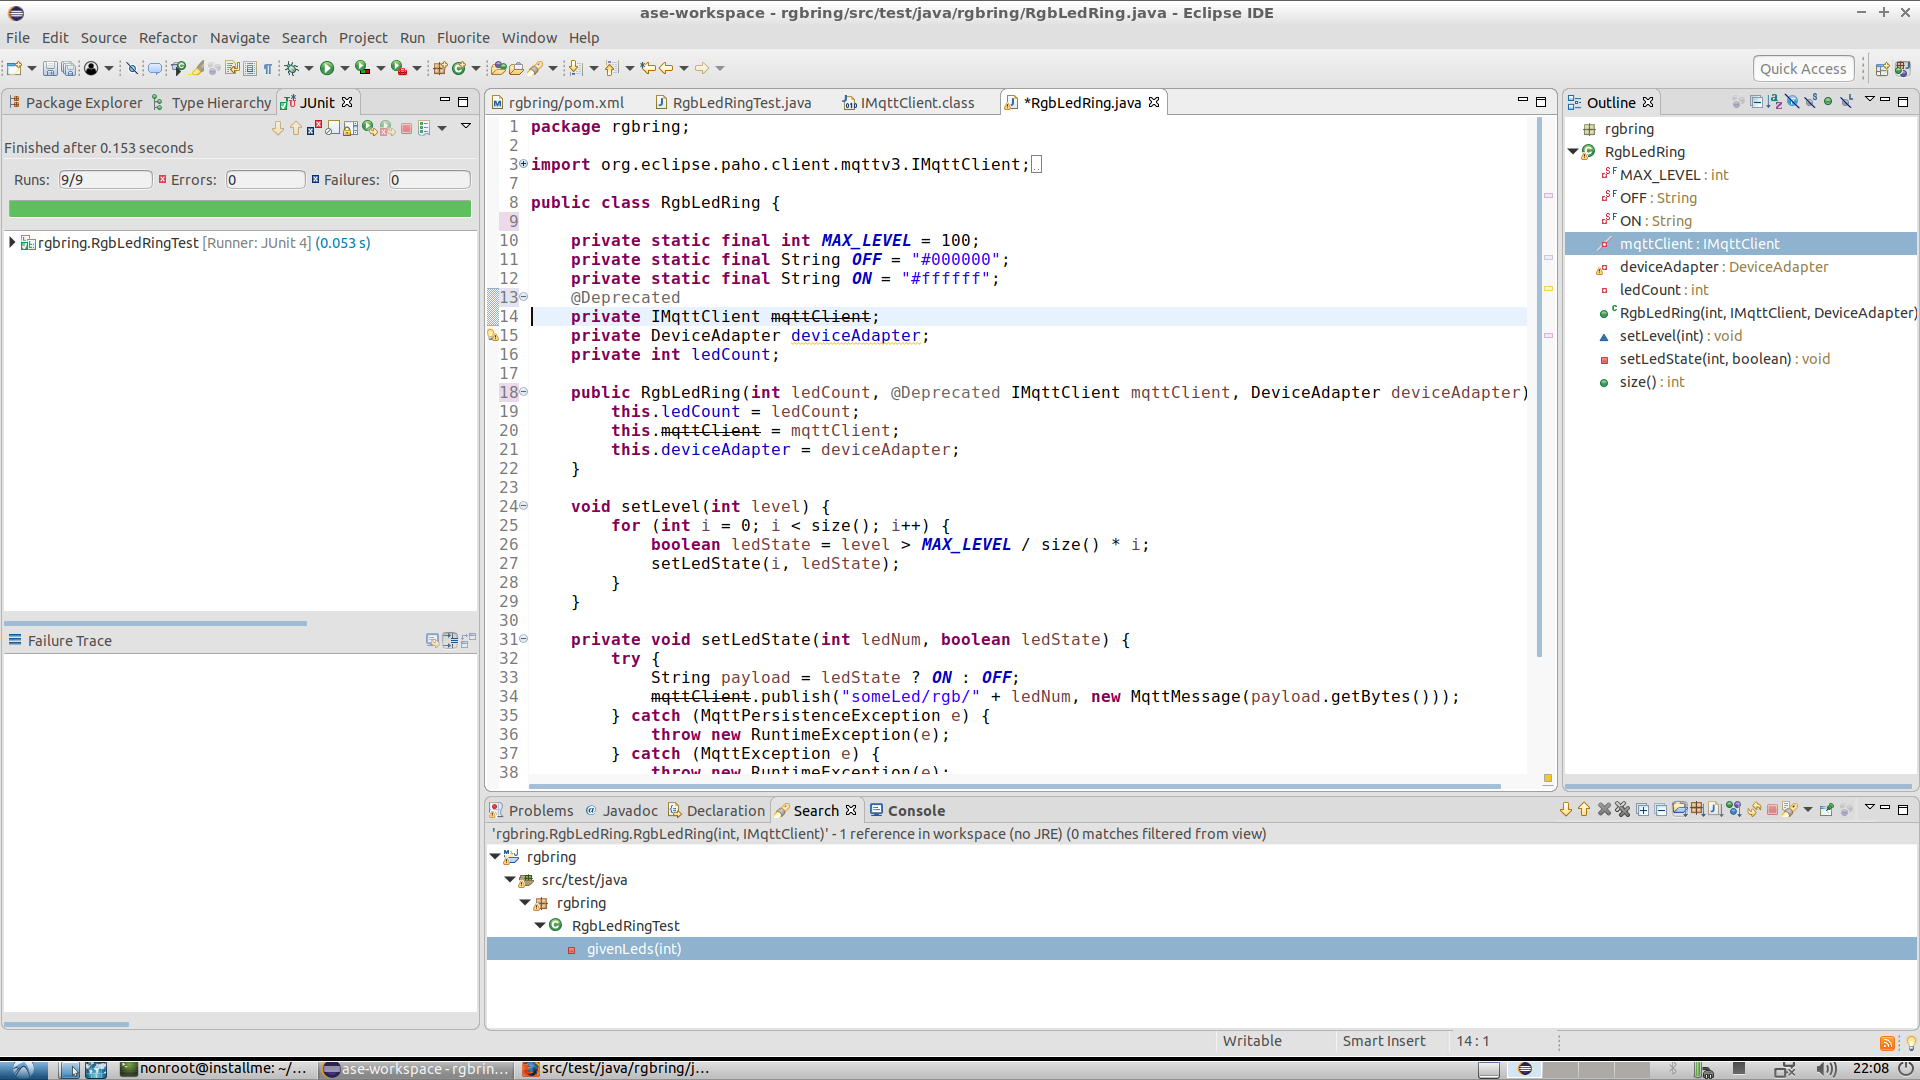 ase-workspace - rgbring/src/test/java/rgbring/RgbLedRing.java - Eclipse IDE
File Edit Source Refactor Navigate Search Project Run Fluorite Window Help
Quick Access
Package Explorer Type Hierarchy JUnit
Finished after 0.153 seconds
Runs: 9/9 Errors: 0 Failures: 0
rgbring.RgbLedRingTest [Runner: JUnit 4] (0.053 s)
Failure Trace
rgbring/pom.xml RgbLedRingTest.java IMqttClient.class *RgbLedRing.java
1 package rgbring;
2
3 import org.eclipse.paho.client.mqttv3.IMqttClient;
7
8 public class RgbLedRing {
9
10 private static final int MAX_LEVEL = 100;
11 private static final String OFF = "#000000";
12 private static final String ON = "#ffffff";
13 @Deprecated
14 private IMqttClient mqttClient;
15 private DeviceAdapter deviceAdapter;
16 private int ledCount;
17
18 public RgbLedRing(int ledCount, @Deprecated IMqttClient mqttClient, DeviceAdapter deviceAdapter)
19 this.ledCount = ledCount;
20 this.mqttClient = mqttClient;
21 this.deviceAdapter = deviceAdapter;
22 }
23
24 void setLevel(int level) {
25 for (int i = 0; i < size(); i++) {
26 boolean ledState = level > MAX_LEVEL / size() * i;
27 setLedState(i, ledState);
28 }
29 }
30
31 private void setLedState(int ledNum, boolean ledState) {
32 try {
33 String payload = ledState ? ON : OFF;
34 mqttClient.publish("someLed/rgb/" + ledNum, new MqttMessage(payload.getBytes()));
35 } catch (MqttPersistenceException e) {
36 throw new RuntimeException(e);
37 } catch (MqttException e) {
38 throw new RuntimeException(e);
Outline
rgbring
RgbLedRing
MAX_LEVEL : int
OFF : String
ON : String
mqttClient : IMqttClient
deviceAdapter : DeviceAdapter
ledCount : int
RgbLedRing(int, IMqttClient, DeviceAdapter)
setLevel(int) : void
setLedState(int, boolean) : void
size() : int
Problems Javadoc Declaration Search Console
'rgbring.RgbLedRing.RgbLedRing(int, IMqttClient)' - 1 reference in workspace (no JRE) (0 matches filtered from view)
rgbring
src/test/java
rgbring
RgbLedRingTest
givenLeds(int)
Writable Smart Insert 14 : 1
nonroot@installme: ~/... ase-workspace - rgbrin... src/test/java/rgbring/j... 22:08